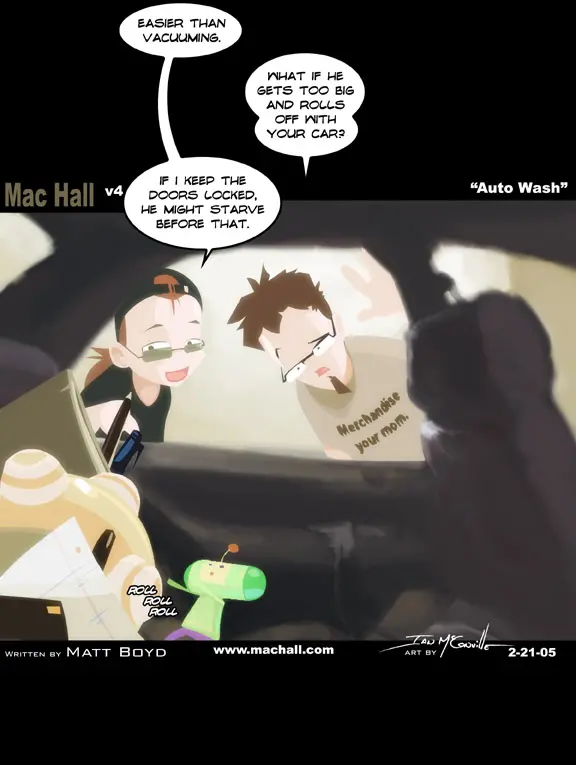 EASIER THAN
VACUUMING.
WHAT IF HE
GETS TOO BIG
AND ROLLS
OFF WITH
YOUR CAR?
IF I KEEP THE
DOORS LOCKED,
HE MIGHT STARVE
BEFORE THAT.
Mac Hall v4
“Auto Wash”
Merchandise
your mom.
ROLL
ROLL
ROLL
WRITTEN BY MATT BOYD
www.machall.com
ART BY Ian McConville
2-21-05